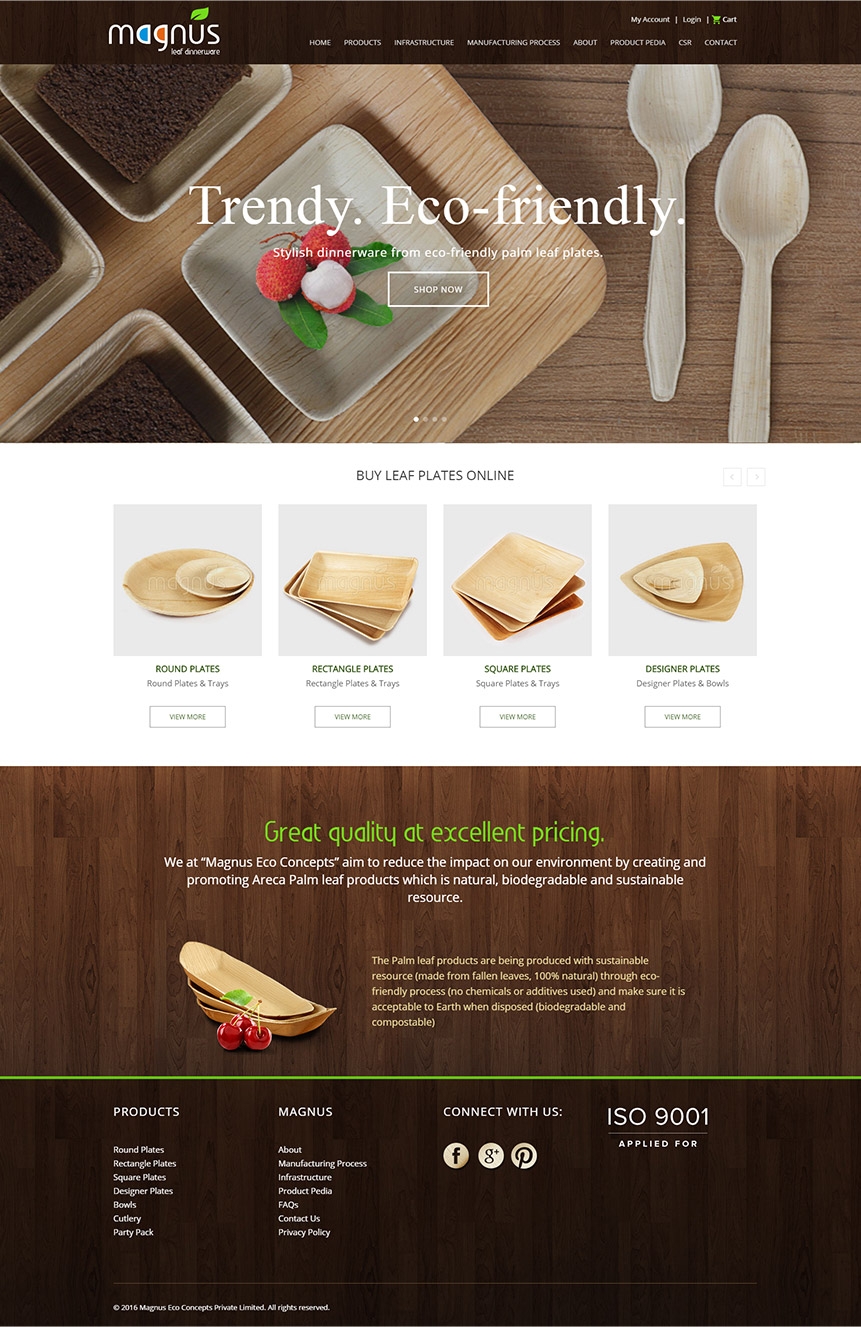 magnus
leaf dinnerware
My Account | Login | Cart
HOME PRODUCTS INFRASTRUCTURE MANUFACTURING PROCESS ABOUT PRODUCT PEDIA CSR CONTACT
Trendy. Eco-friendly.
Stylish dinnerware from eco-friendly palm leaf plates.
SHOP NOW
BUY LEAF PLATES ONLINE
magnus magnus magnus magnus
ROUND PLATES RECTANGLE PLATES SQUARE PLATES DESIGNER PLATES
Round Plates & Trays Rectangle Plates & Trays Square Plates & Trays Designer Plates & Bowls
VIEW MORE VIEW MORE VIEW MORE VIEW MORE
Great quality at excellent pricing.
We at “Magnus Eco Concepts” aim to reduce the impact on our environment by creating and
promoting Areca Palm leaf products which is natural, biodegradable and sustainable
resource.
The Palm leaf products are being produced with sustainable
resource (made from fallen leaves, 100% natural) through eco-
friendly process (no chemicals or additives used) and make sure it is
acceptable to Earth when disposed (biodegradable and
compostable)
PRODUCTS
Round Plates
Rectangle Plates
Square Plates
Designer Plates
Bowls
Cutlery
Party Pack
MAGNUS
About
Manufacturing Process
Infrastructure
Product Pedia
FAQs
Contact Us
Privacy Policy
CONNECT WITH US:
ISO 9001
APPLIED FOR
© 2016 Magnus Eco Concepts Private Limited. All rights reserved.